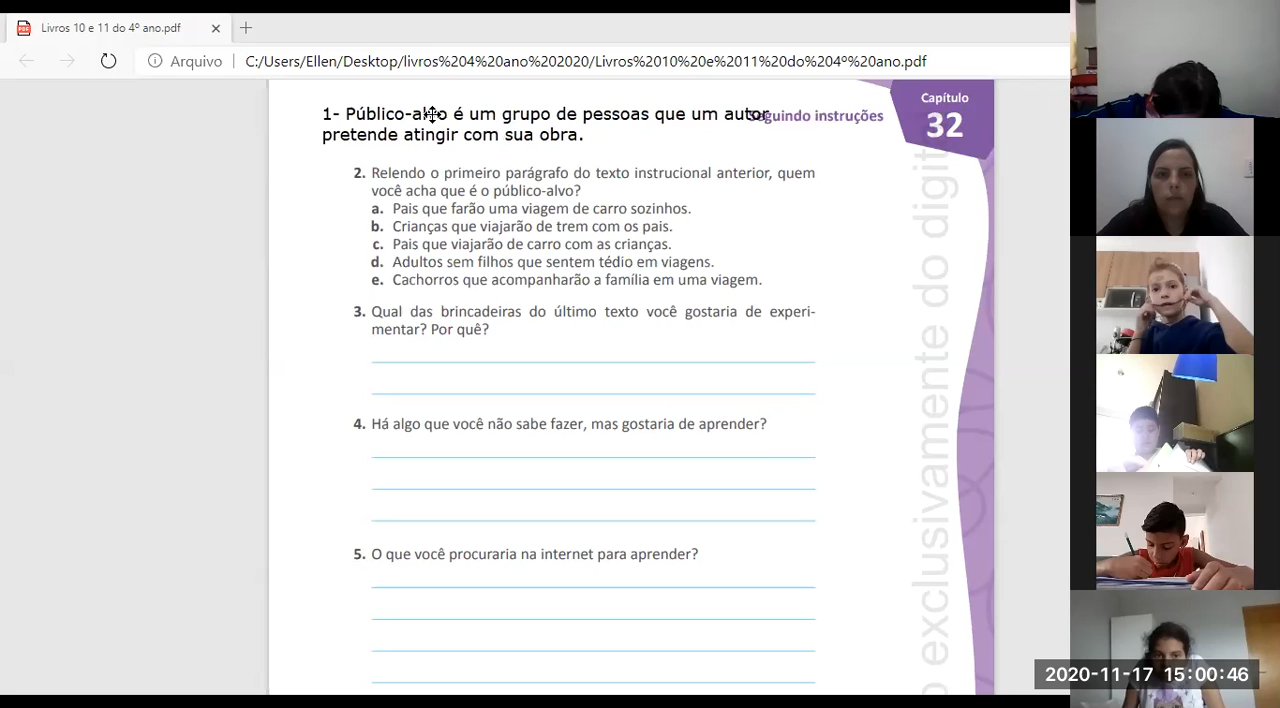 Livros 10 e 11 do 4º ano.pdf
Arquivo
C:/Users/Ellen/Desktop/livros%204%20ano%202020/Livros%2010%20e%2011%20do%204º%20ano.pdf
1- Público-alvo é um grupo de pessoas que um autor
pretende atingir com sua obra.
Seguindo instruções
Capítulo
32
2. Relendo o primeiro parágrafo do texto instrucional anterior, quem
você acha que é o público-alvo?
a. Pais que farão uma viagem de carro sozinhos.
b. Crianças que viajarão de trem com os pais.
c. Pais que viajarão de carro com as crianças.
d. Adultos sem filhos que sentem tédio em viagens.
e. Cachorros que acompanharão a família em uma viagem.
3. Qual das brincadeiras do último texto você gostaria de experi-
mentar? Por quê?
4. Há algo que você não sabe fazer, mas gostaria de aprender?
5. O que você procuraria na internet para aprender?
o exclusivamente do digit
2020-11-17 15:00:46